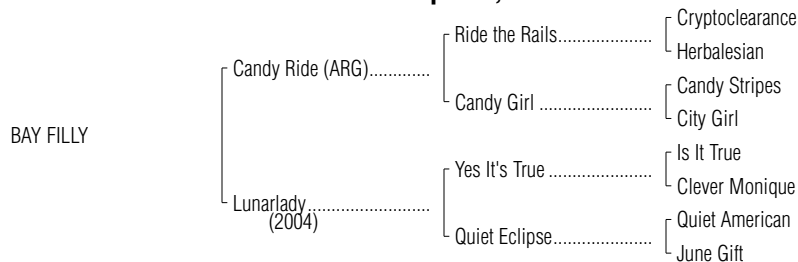 Cryptoclearance
Ride the Rails
Herbalesian
Candy Ride (ARG)
Candy Stripes
Candy Girl
City Girl
BAY FILLY
Is It True
Yes It's True
Clever Monique
Lunarlady
(2004)
Quiet American
Quiet Eclipse
June Gift